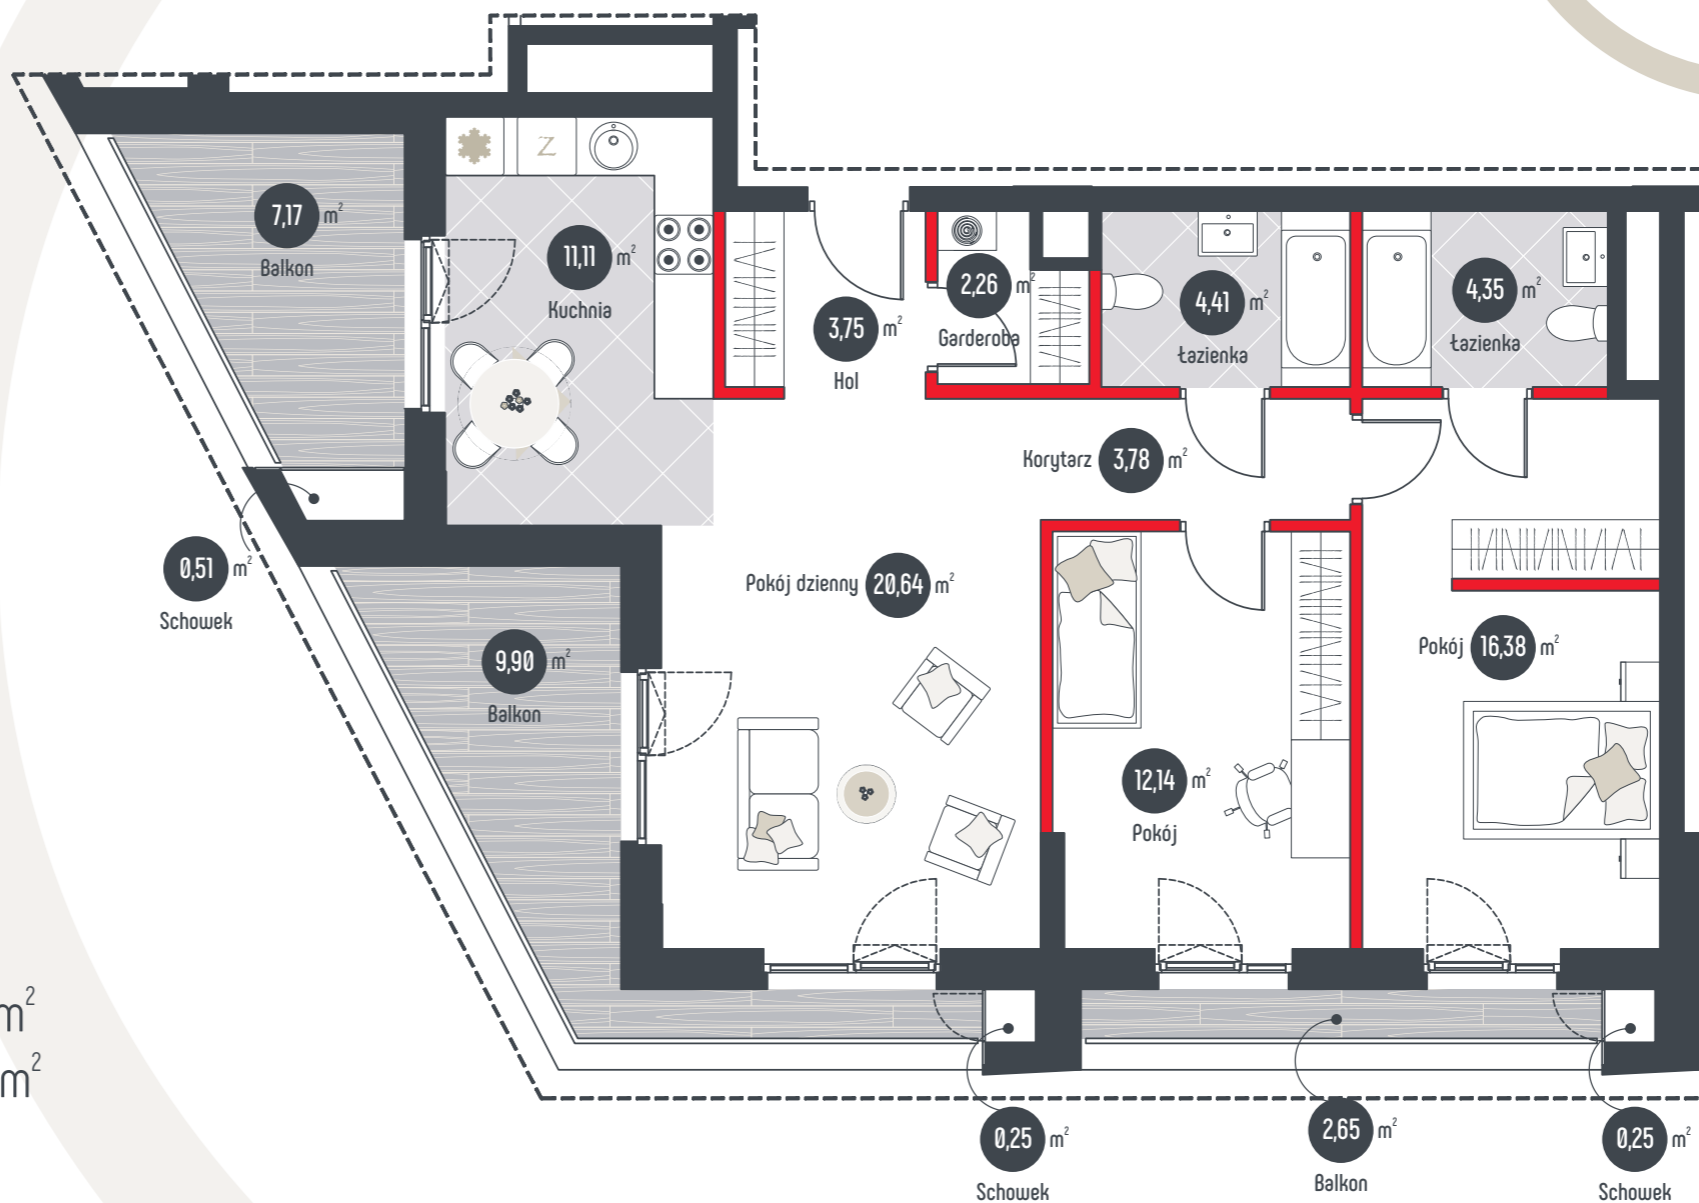 7,17 m²
Balkon
Z
11,11 m²
Kuchnia
3,75 m²
Hol
2,26 m²
Garderoba
4,41 m²
Łazienka
4,35 m²
Łazienka
Korytarz 3,78 m²
0,51 m²
Schowek
Pokój dzienny 20,64 m²
9,90 m²
Balkon
Pokój 16,38 m²
12,14 m²
Pokój
m²
m²
0,25 m²
Schowek
2,65 m²
Balkon
0,25 m²
Schowek